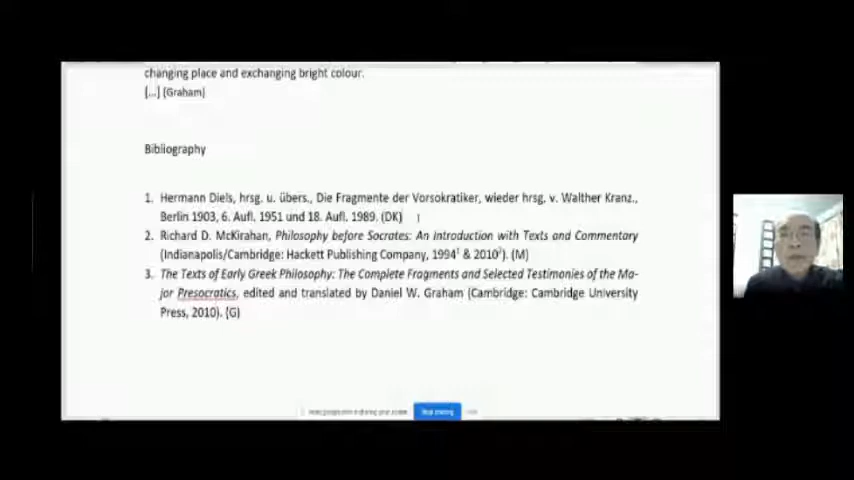 changing place and exchanging bright colour.
[...] (Graham)
Bibliography
1. Hermann Diels, hrsg. u. übers., Die Fragmente der Vorsokratiker, wieder hrsg. v. Walther Kranz.,
Berlin 1903, 6. Aufl. 1951 und 18. Aufl. 1989. (DK)
2. Richard D. McKirahan, Philosophy before Socrates: An Introduction with Texts and Commentary
(Indianapolis/Cambridge: Hackett Publishing Company, 1994¹ & 2010²). (M)
3. The Texts of Early Greek Philosophy: The Complete Fragments and Selected Testimonies of the Ma-
jor Presocratics, edited and translated by Daniel W. Graham (Cambridge: Cambridge University
Press, 2010). (G)
Stop sharing